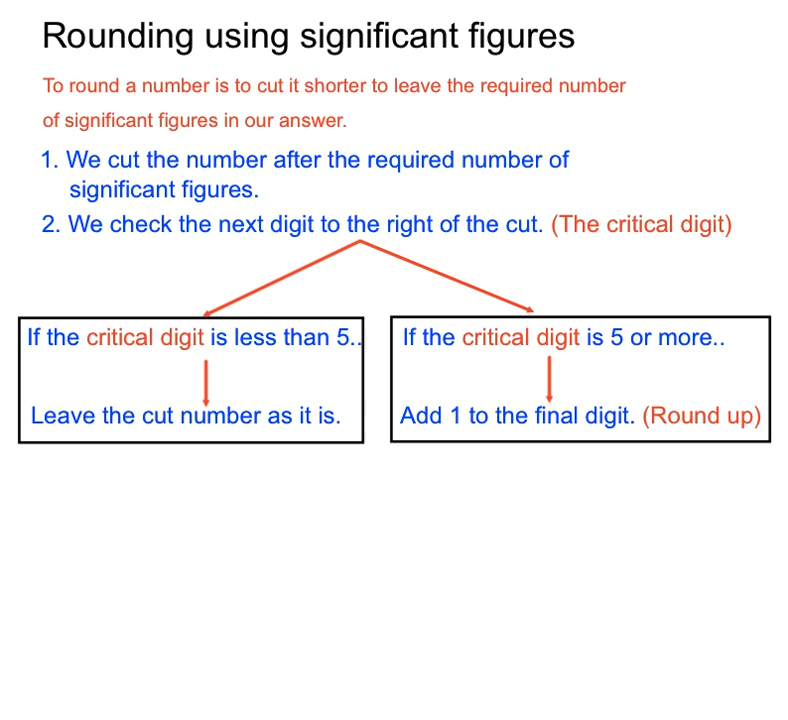 Rounding using significant figures
To round a number is to cut it shorter to leave the required number
of significant figures in our answer.
1. We cut the number after the required number of
significant figures.
2. We check the next digit to the right of the cut. (The critical digit)
If the critical digit is less than 5..
Leave the cut number as it is.
If the critical digit is 5 or more..
Add 1 to the final digit. (Round up)